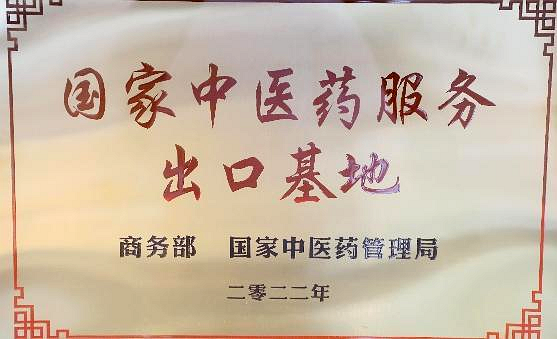 国家中医药服务
出口基地
商务部 国家中医药管理局
二零二二年